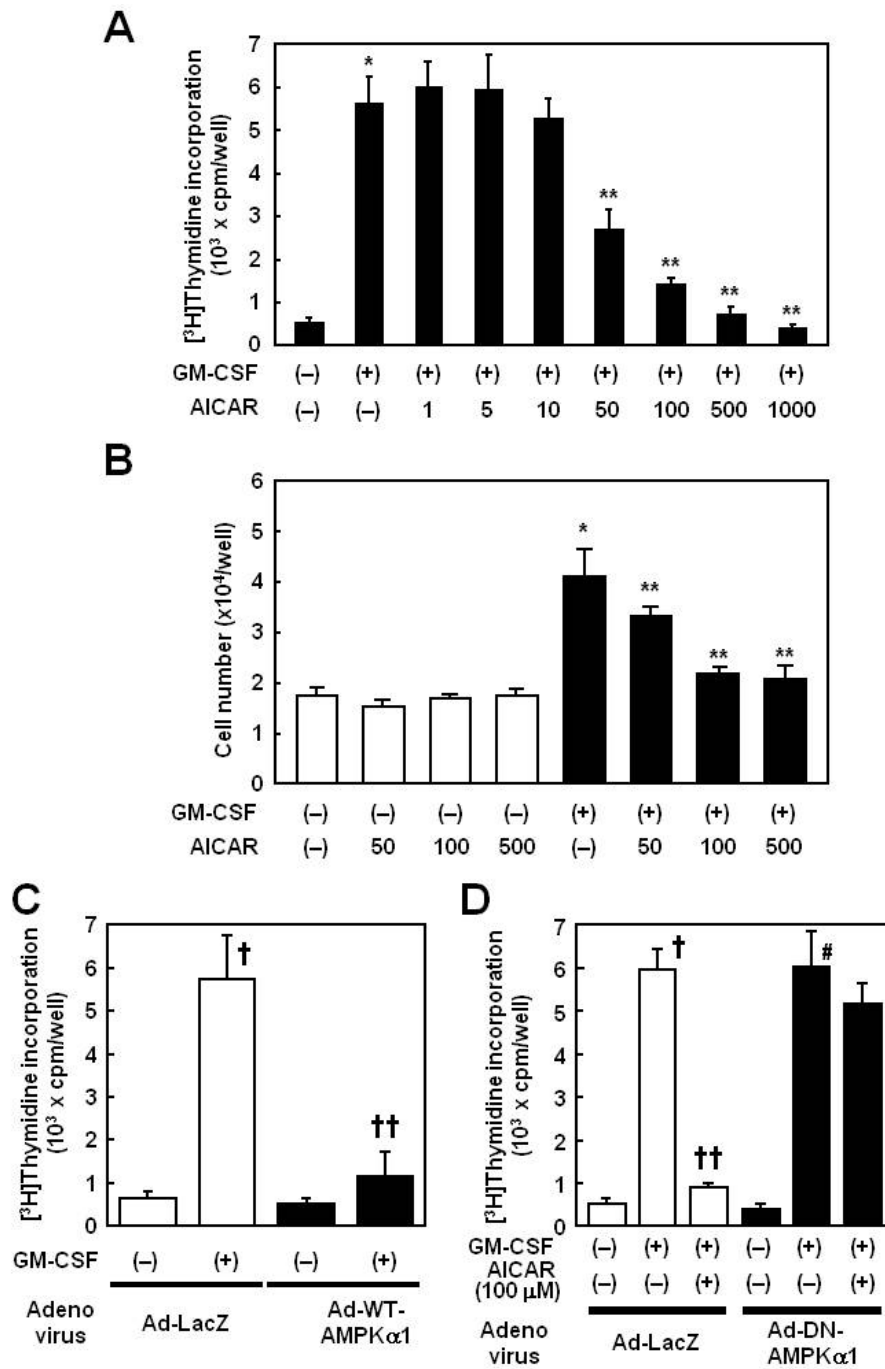 A
[³H]Thymidine incorporation
(10³ x cpm/well)
7
6
5
4
3
2
1
0
*
**
**
**
**
GM-CSF (–) (+) (+) (+) (+) (+) (+) (+) (+)
AICAR (–) (–) 1 5 10 50 100 500 1000
B
Cell number (x10⁴/well)
6
5
4
3
2
1
0
*
**
**
**
GM-CSF (–) (–) (–) (–) (+) (+) (+) (+)
AICAR (–) 50 100 500 (–) 50 100 500
C
[³H]Thymidine incorporation
(10³ x cpm/well)
7
6
5
4
3
2
1
0
†
††
GM-CSF (–) (+) (–) (+)
Adeno
virus
Ad-LacZ
Ad-WT-
AMPKα1
D
[³H]Thymidine incorporation
(10³ x cpm/well)
7
6
5
4
3
2
1
0
†
††
#
GM-CSF (–) (+) (+) (–) (+) (+)
AICAR
(100 µM) (–) (–) (+) (–) (–) (+)
Adeno
virus
Ad-LacZ
Ad-DN-
AMPKα1